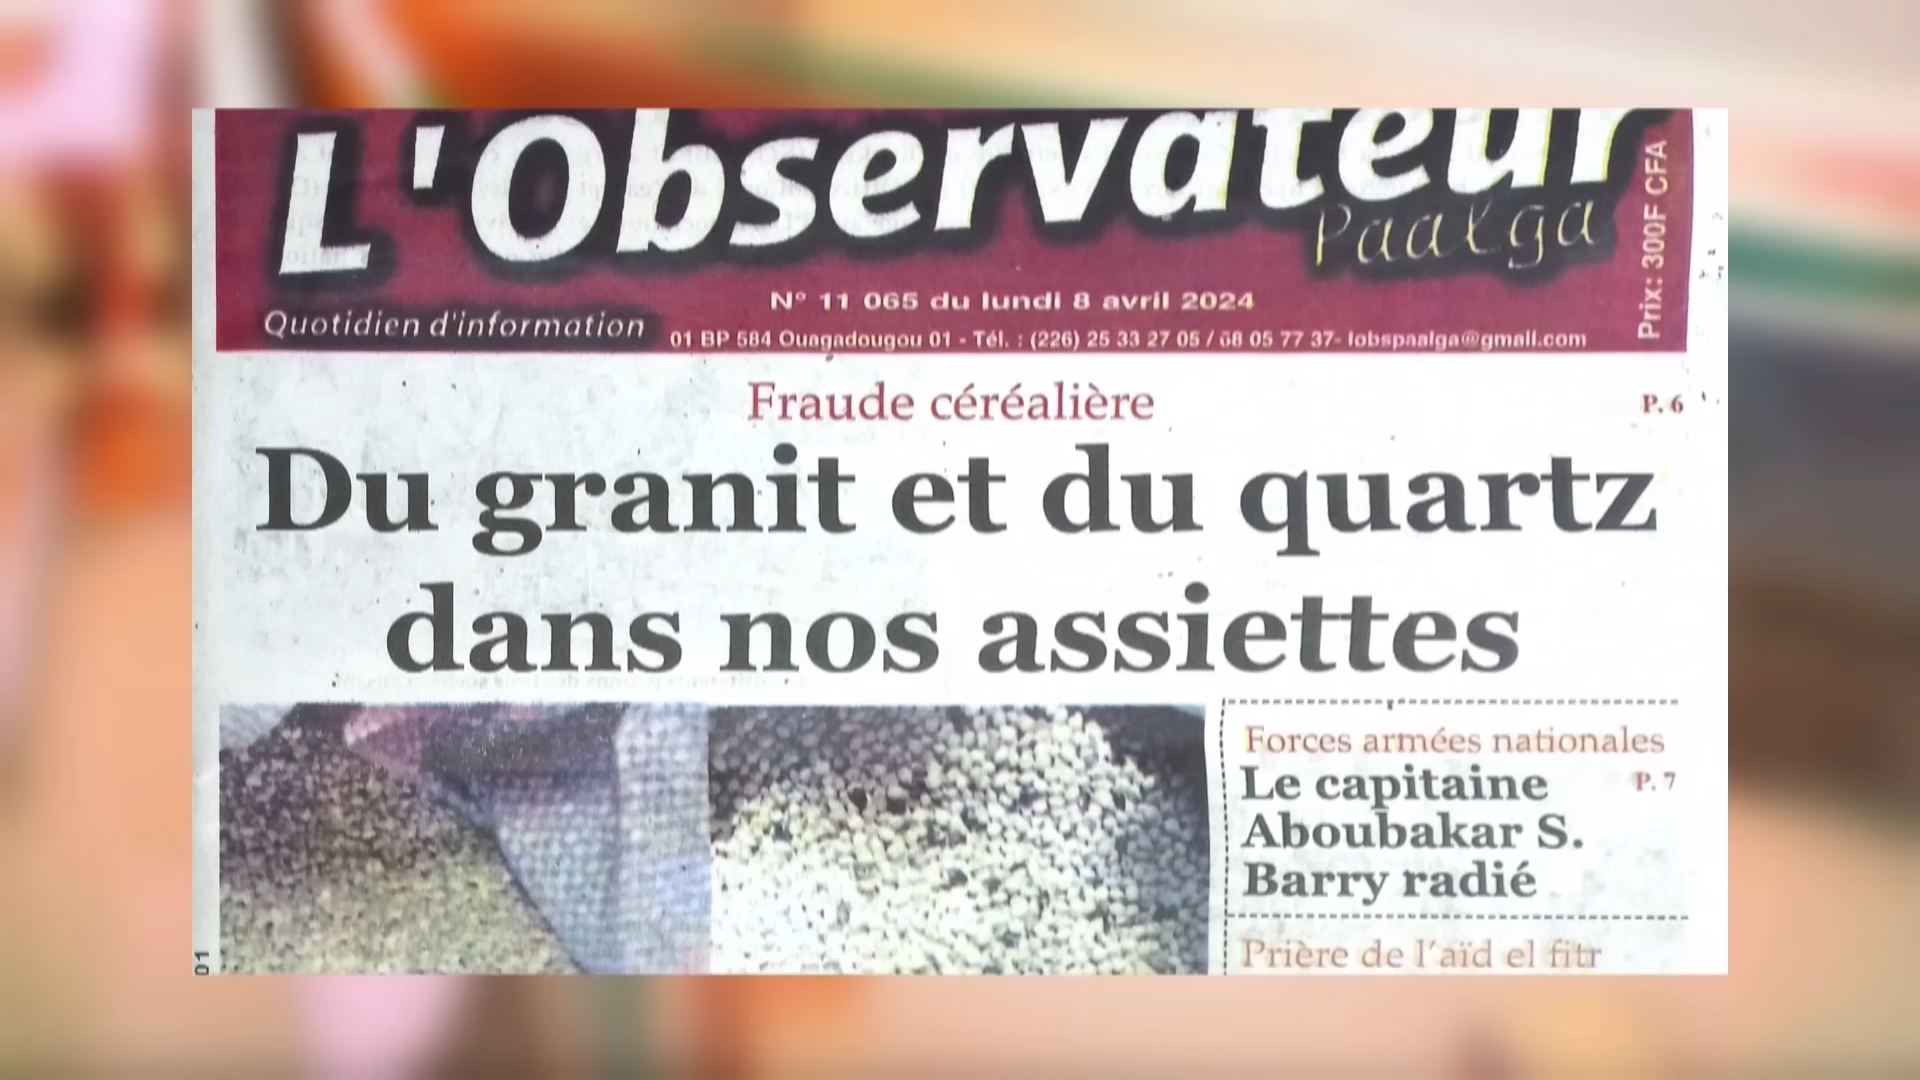 L'Observateur
Paalga
Prix: 300F CFA
N° 11 065 du lundi 8 avril 2024
Quotidien d'information
01 BP 584 Ouagadougou 01 - Tél. : (226) 25 33 27 05 / 68 05 77 37- lobspaalga@gmail.com
Fraude céréalière
P. 6
Du granit et du quartz
dans nos assiettes
Forces armées nationales
Le capitaine
P. 7
Aboubakar S.
Barry radié
Prière de l'aïd el fitr
01